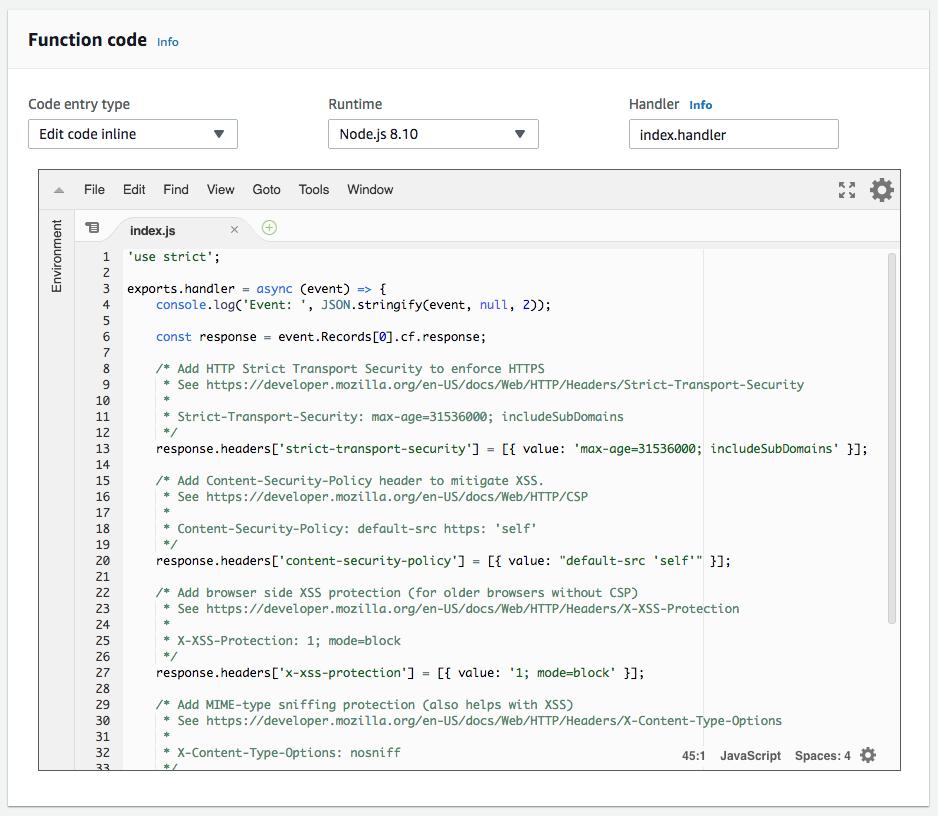 Function code Info
Code entry type Runtime Handler Info
Edit code inline Node.js 8.10 index.handler
File Edit Find View Goto Tools Window
Environment
index.js
1 'use strict';
2
3 exports.handler = async (event) => {
4     console.log('Event: ', JSON.stringify(event, null, 2));
5
6     const response = event.Records[0].cf.response;
7
8     /* Add HTTP Strict Transport Security to enforce HTTPS
9      * See https://developer.mozilla.org/en-US/docs/Web/HTTP/Headers/Strict-Transport-Security
10      *
11      * Strict-Transport-Security: max-age=31536000; includeSubDomains
12      */
13     response.headers['strict-transport-security'] = [{ value: 'max-age=31536000; includeSubDomains' }];
14
15     /* Add Content-Security-Policy header to mitigate XSS.
16      * See https://developer.mozilla.org/en-US/docs/Web/HTTP/CSP
17      *
18      * Content-Security-Policy: default-src https: 'self'
19      */
20     response.headers['content-security-policy'] = [{ value: "default-src 'self'" }];
21
22     /* Add browser side XSS protection (for older browsers without CSP)
23      * See https://developer.mozilla.org/en-US/docs/Web/HTTP/Headers/X-XSS-Protection
24      *
25      * X-XSS-Protection: 1; mode=block
26      */
27     response.headers['x-xss-protection'] = [{ value: '1; mode=block' }];
28
29     /* Add MIME-type sniffing protection (also helps with XSS)
30      * See https://developer.mozilla.org/en-US/docs/Web/HTTP/Headers/X-Content-Type-Options
31      *
32      * X-Content-Type-Options: nosniff
33      */
45:1 JavaScript Spaces: 4